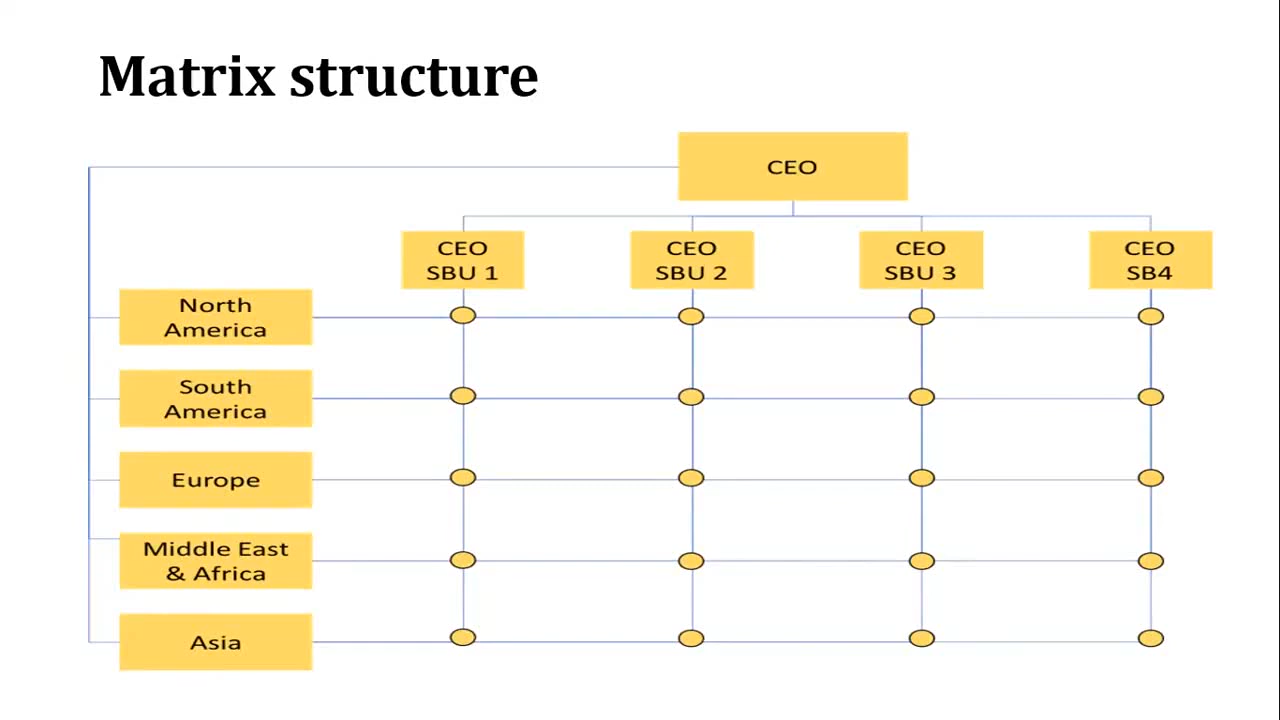 Matrix structure
CEO
CEO
SBU 1
CEO
SBU 2
CEO
SBU 3
CEO
SB4
North
America
South
America
Europe
Middle East
& Africa
Asia